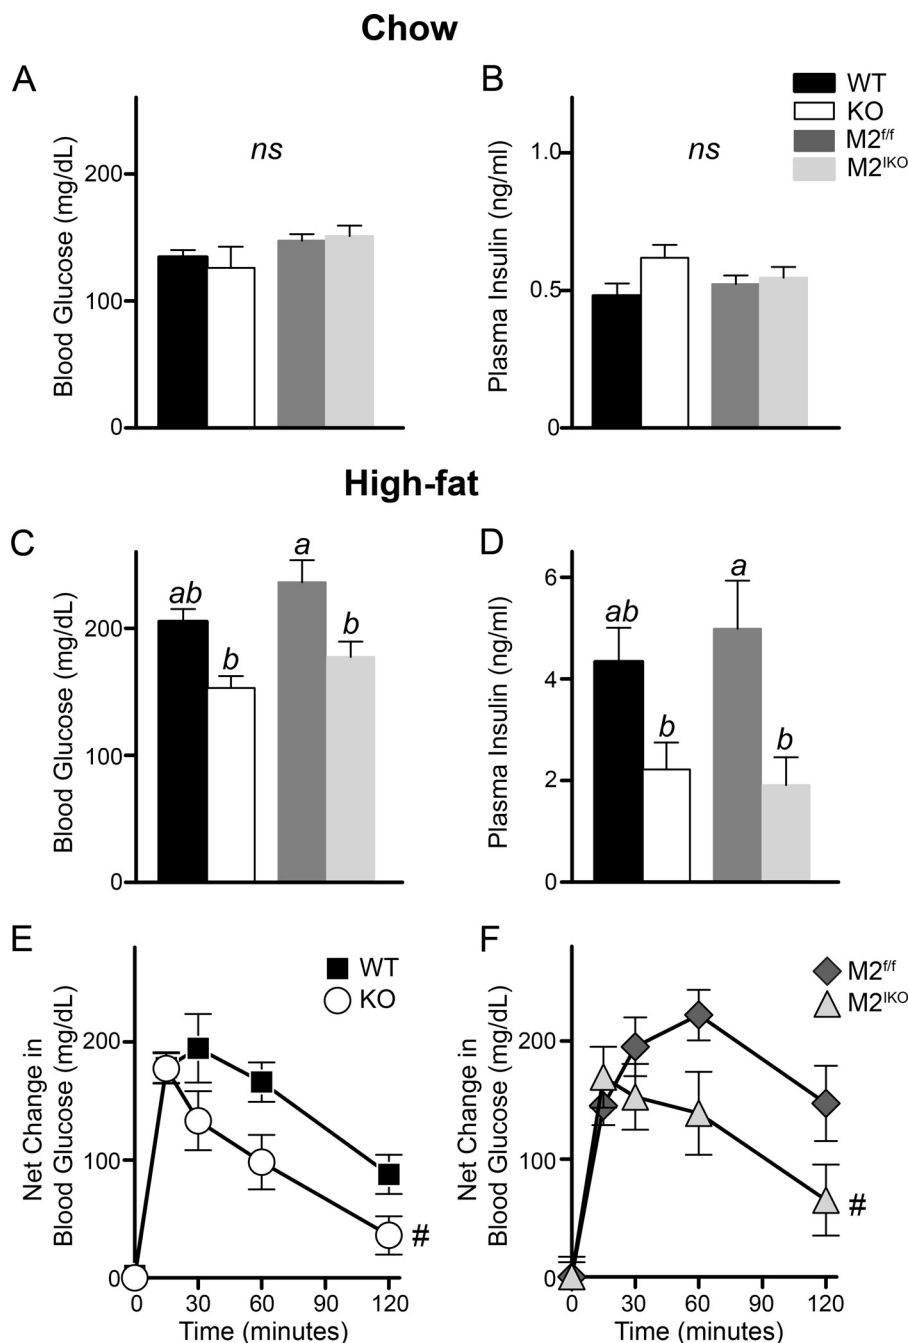 Chow
A
Blood Glucose (mg/dL)
200
100
0
ns
B
Plasma Insulin (ng/ml)
1.0
0.5
0
ns
WT
KO
M2f/f
M2IKO
High-fat
C
Blood Glucose (mg/dL)
200
100
0
ab
b
a
b
D
Plasma Insulin (ng/ml)
6
4
2
0
ab
b
a
b
E
Net Change in
Blood Glucose (mg/dL)
200
100
0
WT
KO
#
0 30 60 90 120
Time (minutes)
F
Net Change in
Blood Glucose (mg/dL)
200
100
0
M2f/f
M2IKO
#
0 30 60 90 120
Time (minutes)